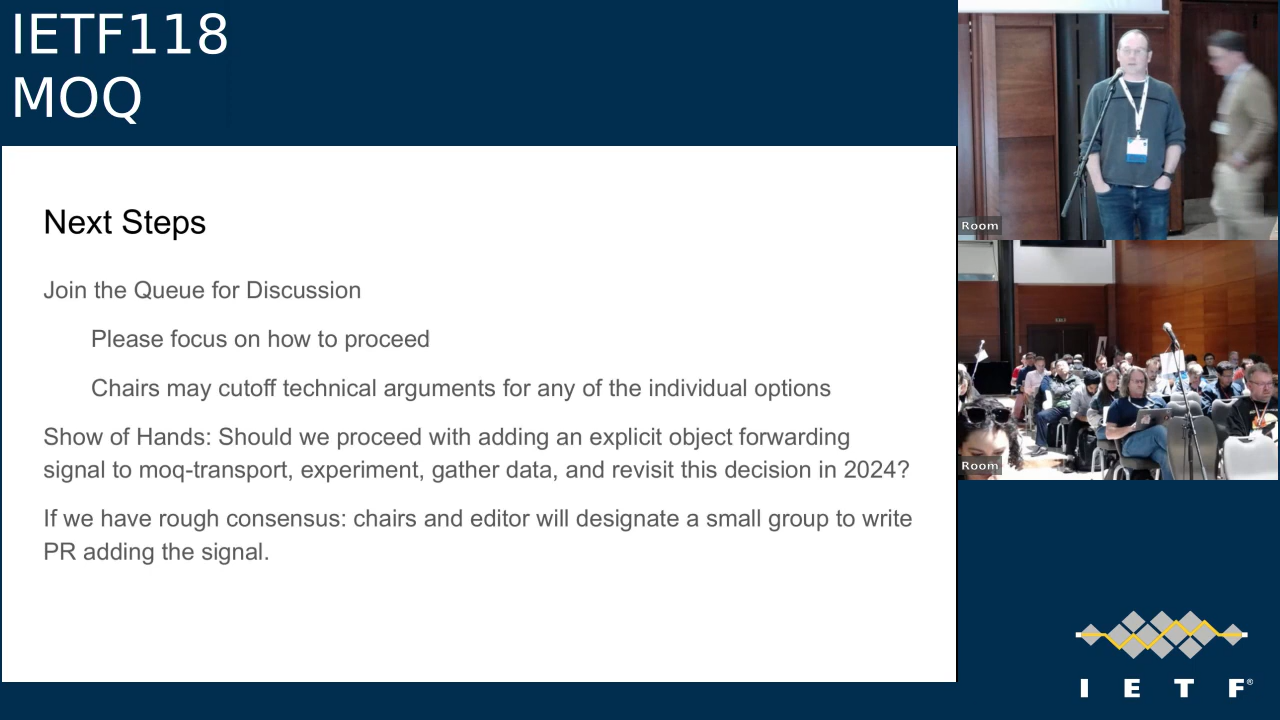 IETF118
MOQ
Next Steps
Join the Queue for Discussion
Please focus on how to proceed
Chairs may cutoff technical arguments for any of the individual options
Show of Hands: Should we proceed with adding an explicit object forwarding
signal to moq-transport, experiment, gather data, and revisit this decision in 2024?
If we have rough consensus: chairs and editor will designate a small group to write
PR adding the signal.
Room
Room
I E T F®